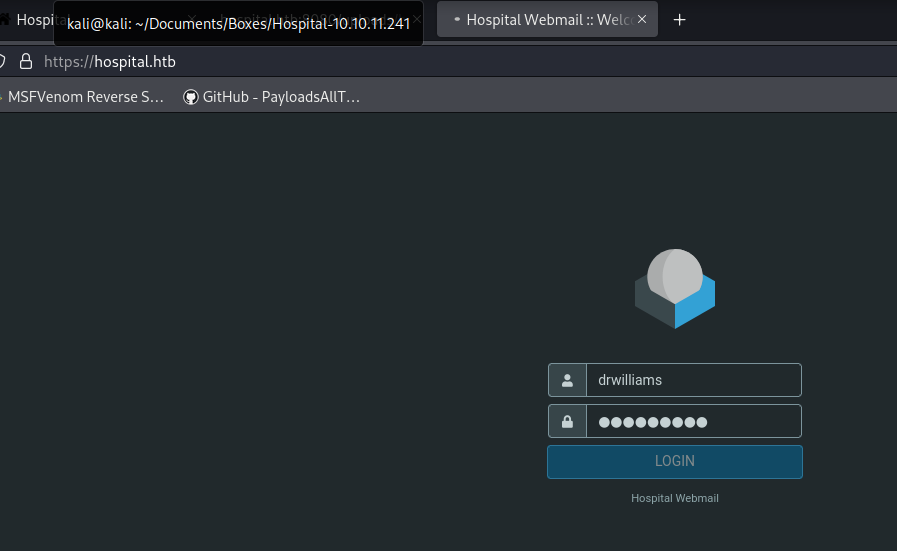 Hospital
kali@kali: ~/Documents/Boxes/Hospital-10.10.11.241
Hospital Webmail :: Welc
https://hospital.htb
MSFVenom Reverse S…
GitHub - PayloadsAllT…
drwilliams
LOGIN
Hospital Webmail